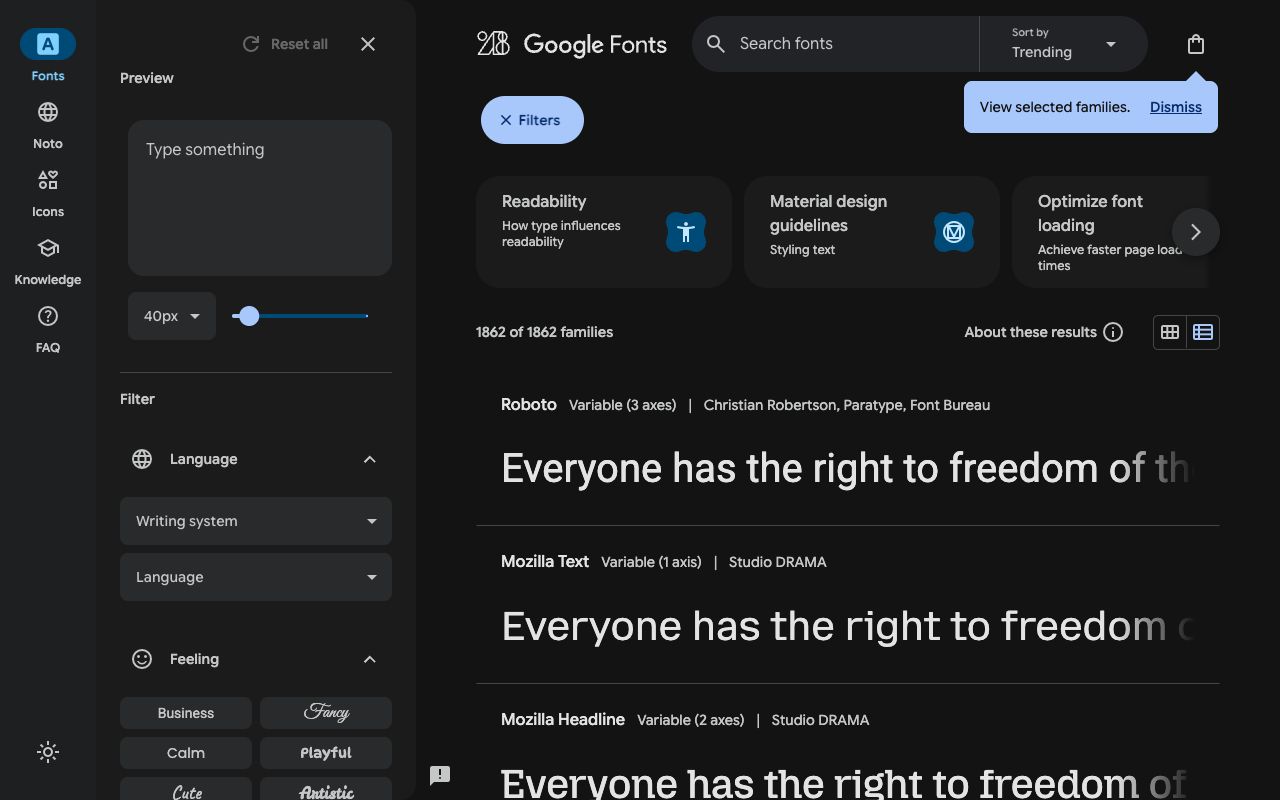 Fonts
Noto
Icons
Knowledge
FAQ
Reset all
Preview
Type something
40px
Filter
Language
Writing system
Language
Feeling
Business
Fancy
Calm
Playful
Cute
Artistic
Google Fonts
Search fonts
Sort by
Trending
View selected families. Dismiss
Filters
Readability
How type influences
readability
Material design
guidelines
Styling text
Optimize font
loading
Achieve faster page load
times
1862 of 1862 families
About these results
Roboto Variable (3 axes) | Christian Robertson, Paratype, Font Bureau
Everyone has the right to freedom of th
Mozilla Text Variable (1 axis) | Studio DRAMA
Everyone has the right to freedom o
Mozilla Headline Variable (2 axes) | Studio DRAMA
Everyone has the right to freedom of